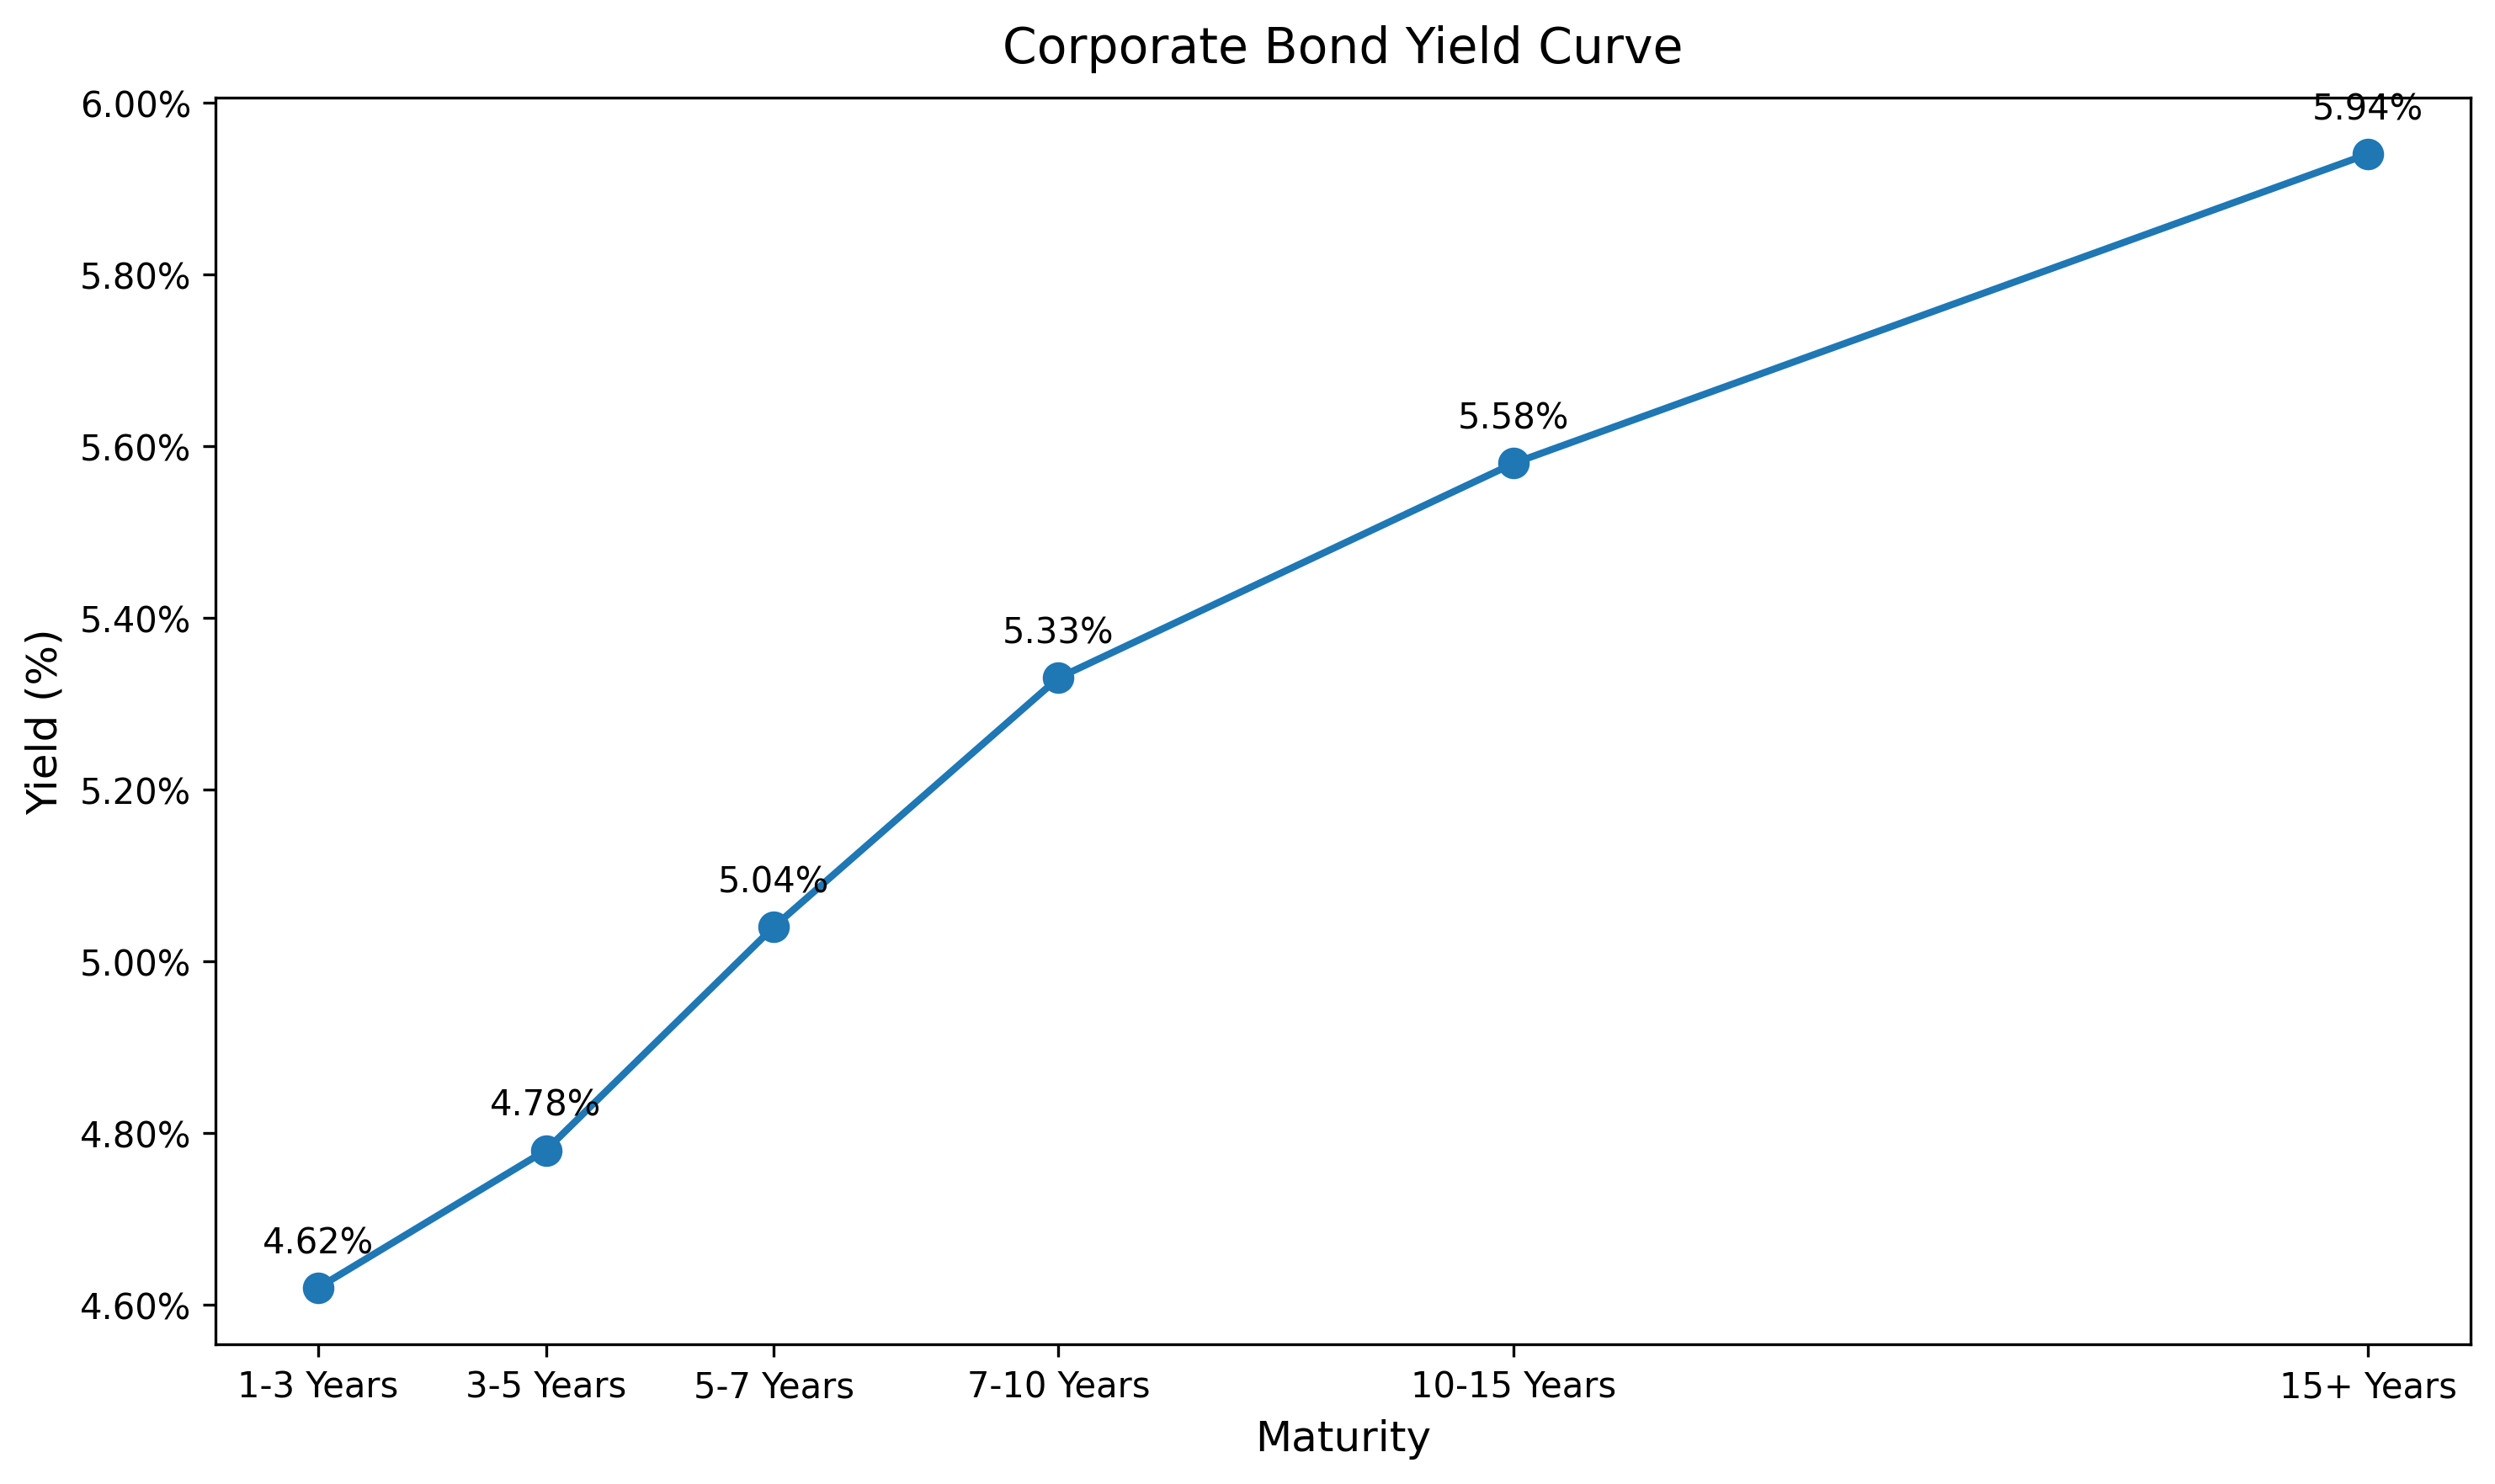 Corporate Bond Yield Curve
6.00%
5.80%
5.60%
5.40%
5.20%
5.00%
4.80%
4.60%
Yield (%)
4.62%
4.78%
5.04%
5.33%
5.58%
5.94%
1-3 Years
3-5 Years
5-7 Years
7-10 Years
10-15 Years
15+ Years
Maturity